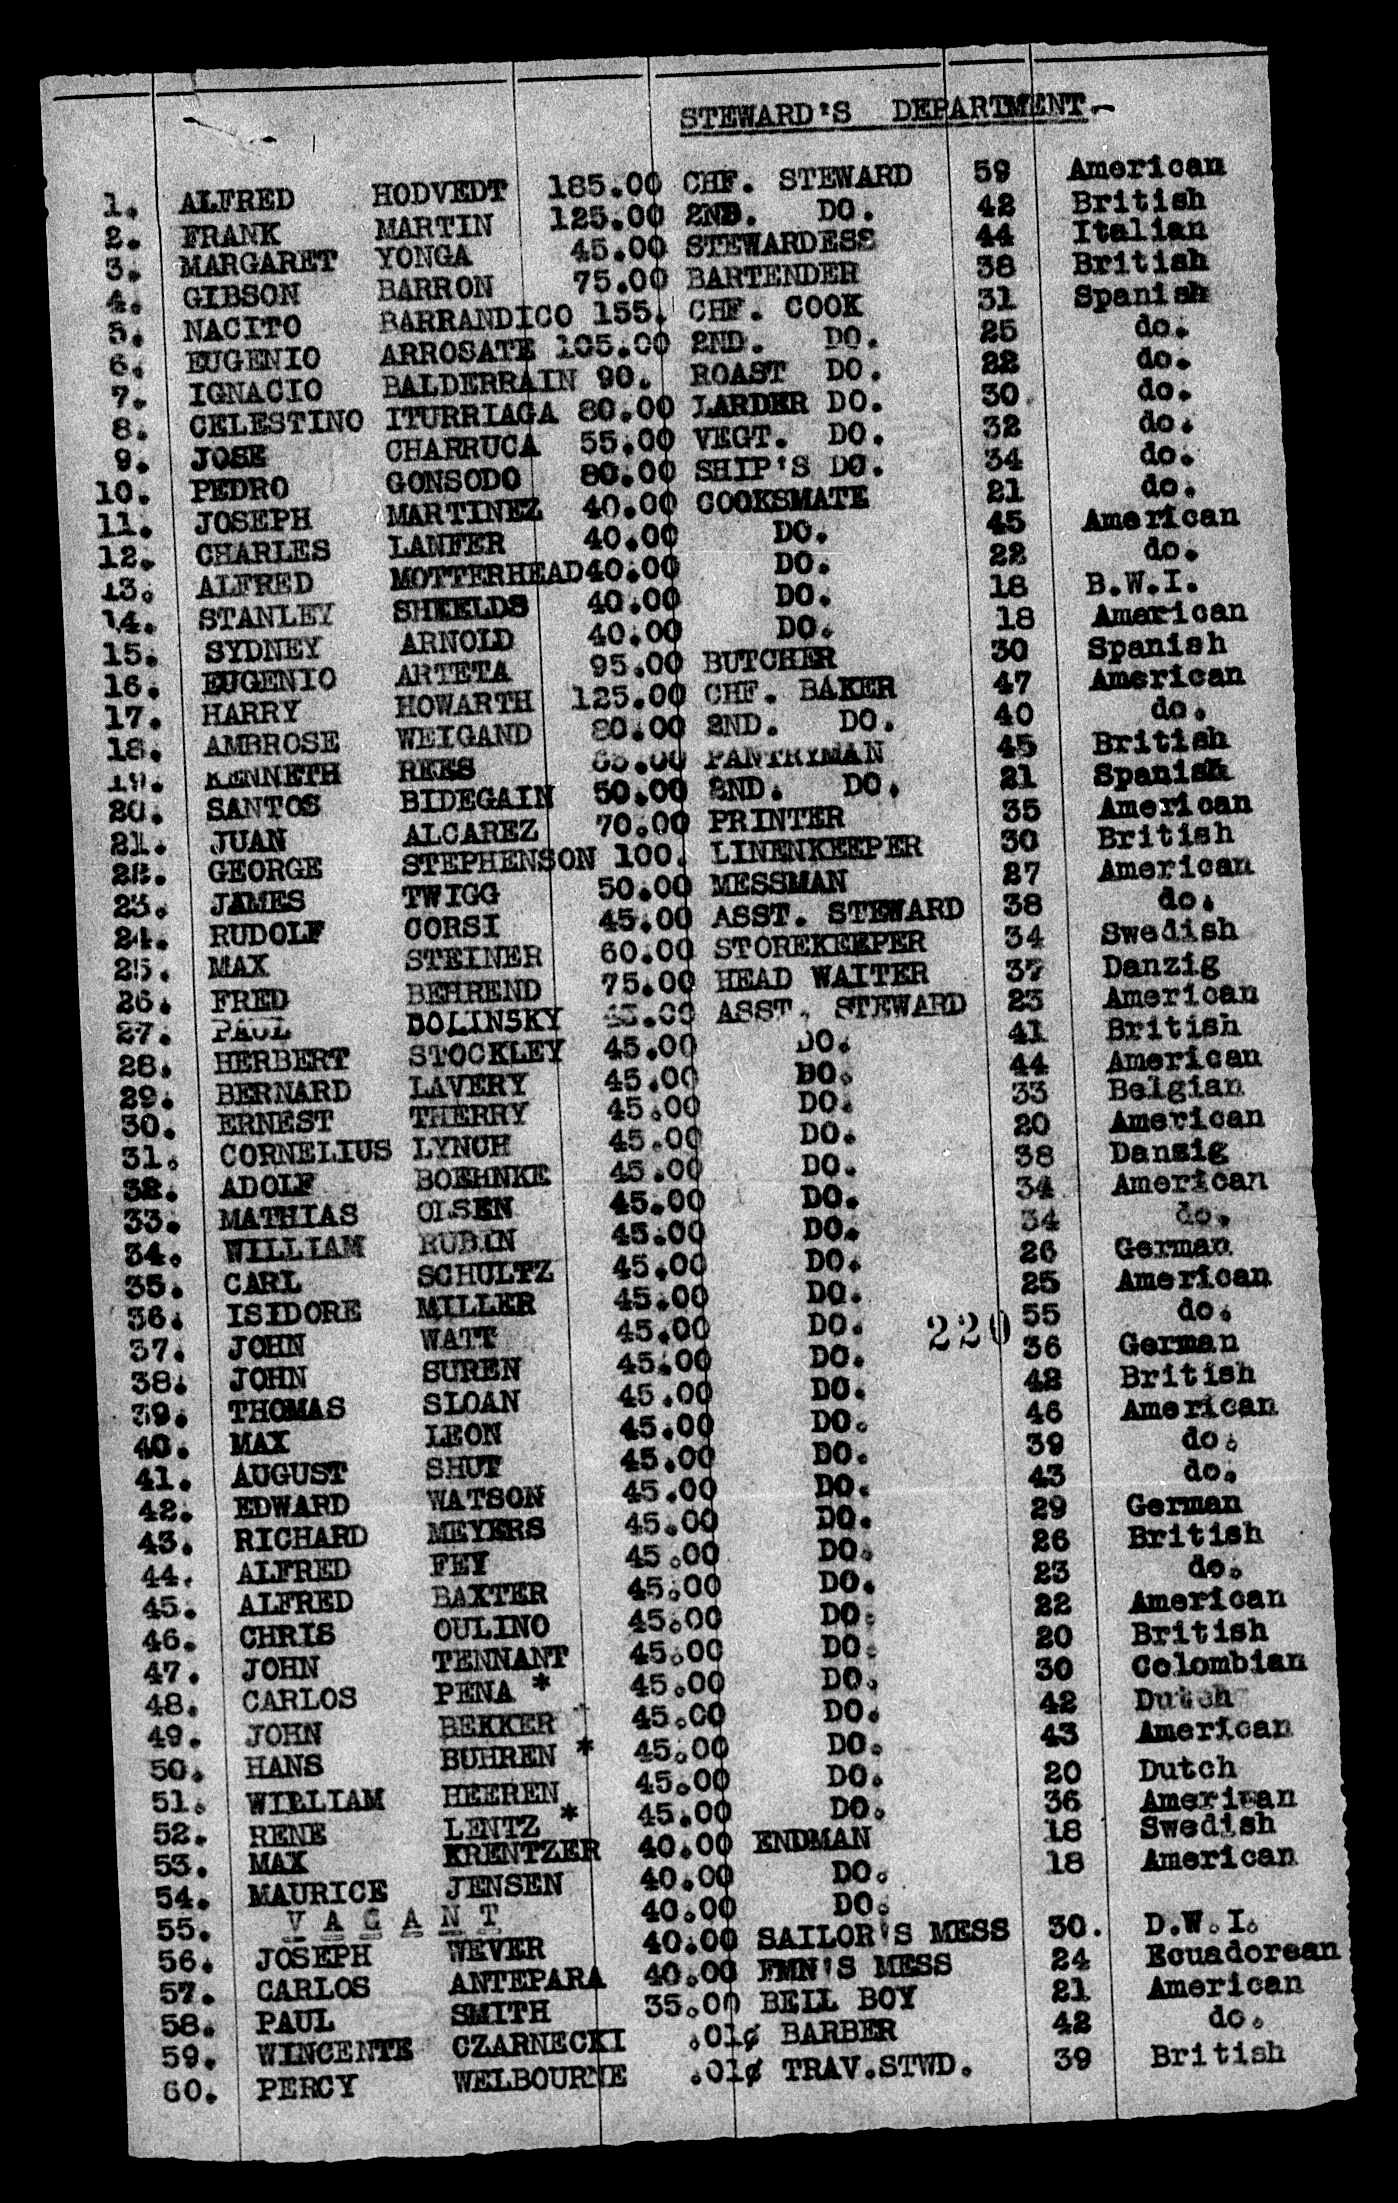 STEWARD'S DEPARTMENT.-
1. ALFRED HODVEDT 185.00 CHF. STEWARD 59 American
2. FRANK MARTIN 125.00 2ND. DO. 42 British
3. MARGARET YONGA 45.00 STEWARDESS 44 Italian
4. GIBSON BARRON 75.00 BARTENDER 38 British
5. NACITO BARRANDICO 155. CHF. COOK 31 Spanish
6. EUGENIO ARROSATE 105.00 2ND. DO. 25 do.
7. IGNACIO BALDERRAIN 90. ROAST DO. 22 do.
8. CELESTINO ITURRIAGA 80.00 LARDER DO. 30 do.
9. JOSE CHARRUCA 55.00 VEGT. DO. 32 do.
10. PEDRO GONSODO 80.00 SHIP'S DO. 34 do.
11. JOSEPH MARTINEZ 40.00 COOKSMATE 21 do.
12. CHARLES LANFER 40.00 DO. 45 American
13. ALFRED MOTTERHEAD 40.00 DO. 22 do.
14. STANLEY SHEELDS 40.00 DO. 18 B.W.I.
15. SYDNEY ARNOLD 40.00 DO. 18 American
16. EUGENIO ARTETA 95.00 BUTCHER 30 Spanish
17. HARRY HOWARTH 125.00 CHF. BAKER 47 American
18. AMBROSE WEIGAND 80.00 2ND. DO. 40 do.
19. KENNETH REES 65.00 PANTRYMAN 45 British
20. SANTOS BIDEGAIN 50.00 2ND. DO. 21 Spanish
21. JUAN ALCAREZ 70.00 PRINTER 35 American
22. GEORGE STEPHENSON 100. LINENKEEPER 30 British
23. JAMES TWIGG 50.00 MESSMAN 27 American
24. RUDOLF CORSI 45.00 ASST. STEWARD 38 do.
25. MAX STEINER 60.00 STOREKEEPER 34 Swedish
26. FRED BEHREND 75.00 HEAD WAITER 37 Danzig
27. PAUL DOLINSKY 45.00 ASST. STEWARD 23 American
28. HERBERT STOCKLEY 45.00 DO. 41 British
29. BERNARD LAVERY 45.00 DO. 44 American
30. ERNEST THERRY 45.00 DO. 33 Belgian
31. CORNELIUS LYNCH 45.00 DO. 20 American
32. ADOLF BOEHNKE 45.00 DO. 38 Danzig
33. MATHIAS OLSEN 45.00 DO. 34 American
34. WILLIAM RUBIN 45.00 DO. 34 do.
35. CARL SCHULTZ 45.00 DO. 26 German
36. ISIDORE MILLER 45.00 DO. 25 American
37. JOHN WATT 45.00 DO. 220 55 do.
38. JOHN SUREN 45.00 DO. 36 German
39. THOMAS SLOAN 45.00 DO. 42 British
40. MAX LEON 45.00 DO. 46 American
41. AUGUST SHUT 45.00 DO. 39 do.
42. EDWARD WATSON 45.00 DO. 43 do.
43. RICHARD MEYERS 45.00 DO. 29 German
44. ALFRED FEY 45.00 DO. 26 British
45. ALFRED BAXTER 45.00 DO. 23 do.
46. CHRIS OULINO 45.00 DO. 22 American
47. JOHN TENNANT 45.00 DO. 20 British
48. CARLOS PENA * 45.00 DO. 30 Colombian
49. JOHN BEKKER 45.00 DO. 42 Dutch
50. HANS BUHREN * 45.00 DO. 43 American
51. WILLIAM HEEREN 45.00 DO. 20 Dutch
52. RENE LENTZ * 45.00 DO. 36 American
53. MAX KRENTZER 40.00 ENDMAN 18 Swedish
54. MAURICE JENSEN 40.00 DO. 18 American
55. V A C A N T 40.00 DO.
56. JOSEPH WEVER 40.00 SAILOR'S MESS 30. D.W.I.
57. CARLOS ANTEPARA 40.00 FMN'S MESS 24 Ecuadorean
58. PAUL SMITH 35.00 BELL BOY 21 American
59. WINCENTE CZARNECKI .01¢ BARBER 42 do.
60. PERCY WELBOURNE .01¢ TRAV.STWD. 39 British